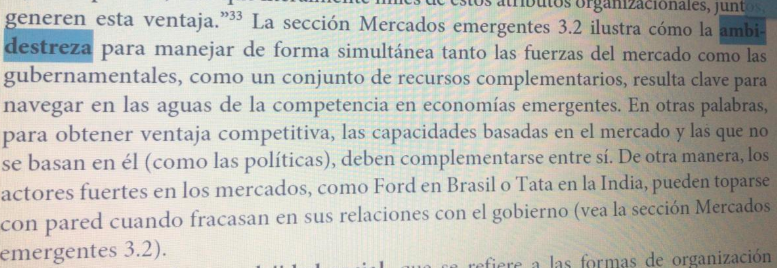 de estos atributos organizacionales, juntos,
generen esta ventaja.”33 La sección Mercados emergentes 3.2 ilustra cómo la ambi-
destreza para manejar de forma simultánea tanto las fuerzas del mercado como las
gubernamentales, como un conjunto de recursos complementarios, resulta clave para
navegar en las aguas de la competencia en economías emergentes. En otras palabras,
para obtener ventaja competitiva, las capacidades basadas en el mercado y las que no
se basan en él (como las políticas), deben complementarse entre sí. De otra manera, los
actores fuertes en los mercados, como Ford en Brasil o Tata en la India, pueden toparse
con pared cuando fracasan en sus relaciones con el gobierno (vea la sección Mercados
emergentes 3.2).
que se refiere a las formas de organización